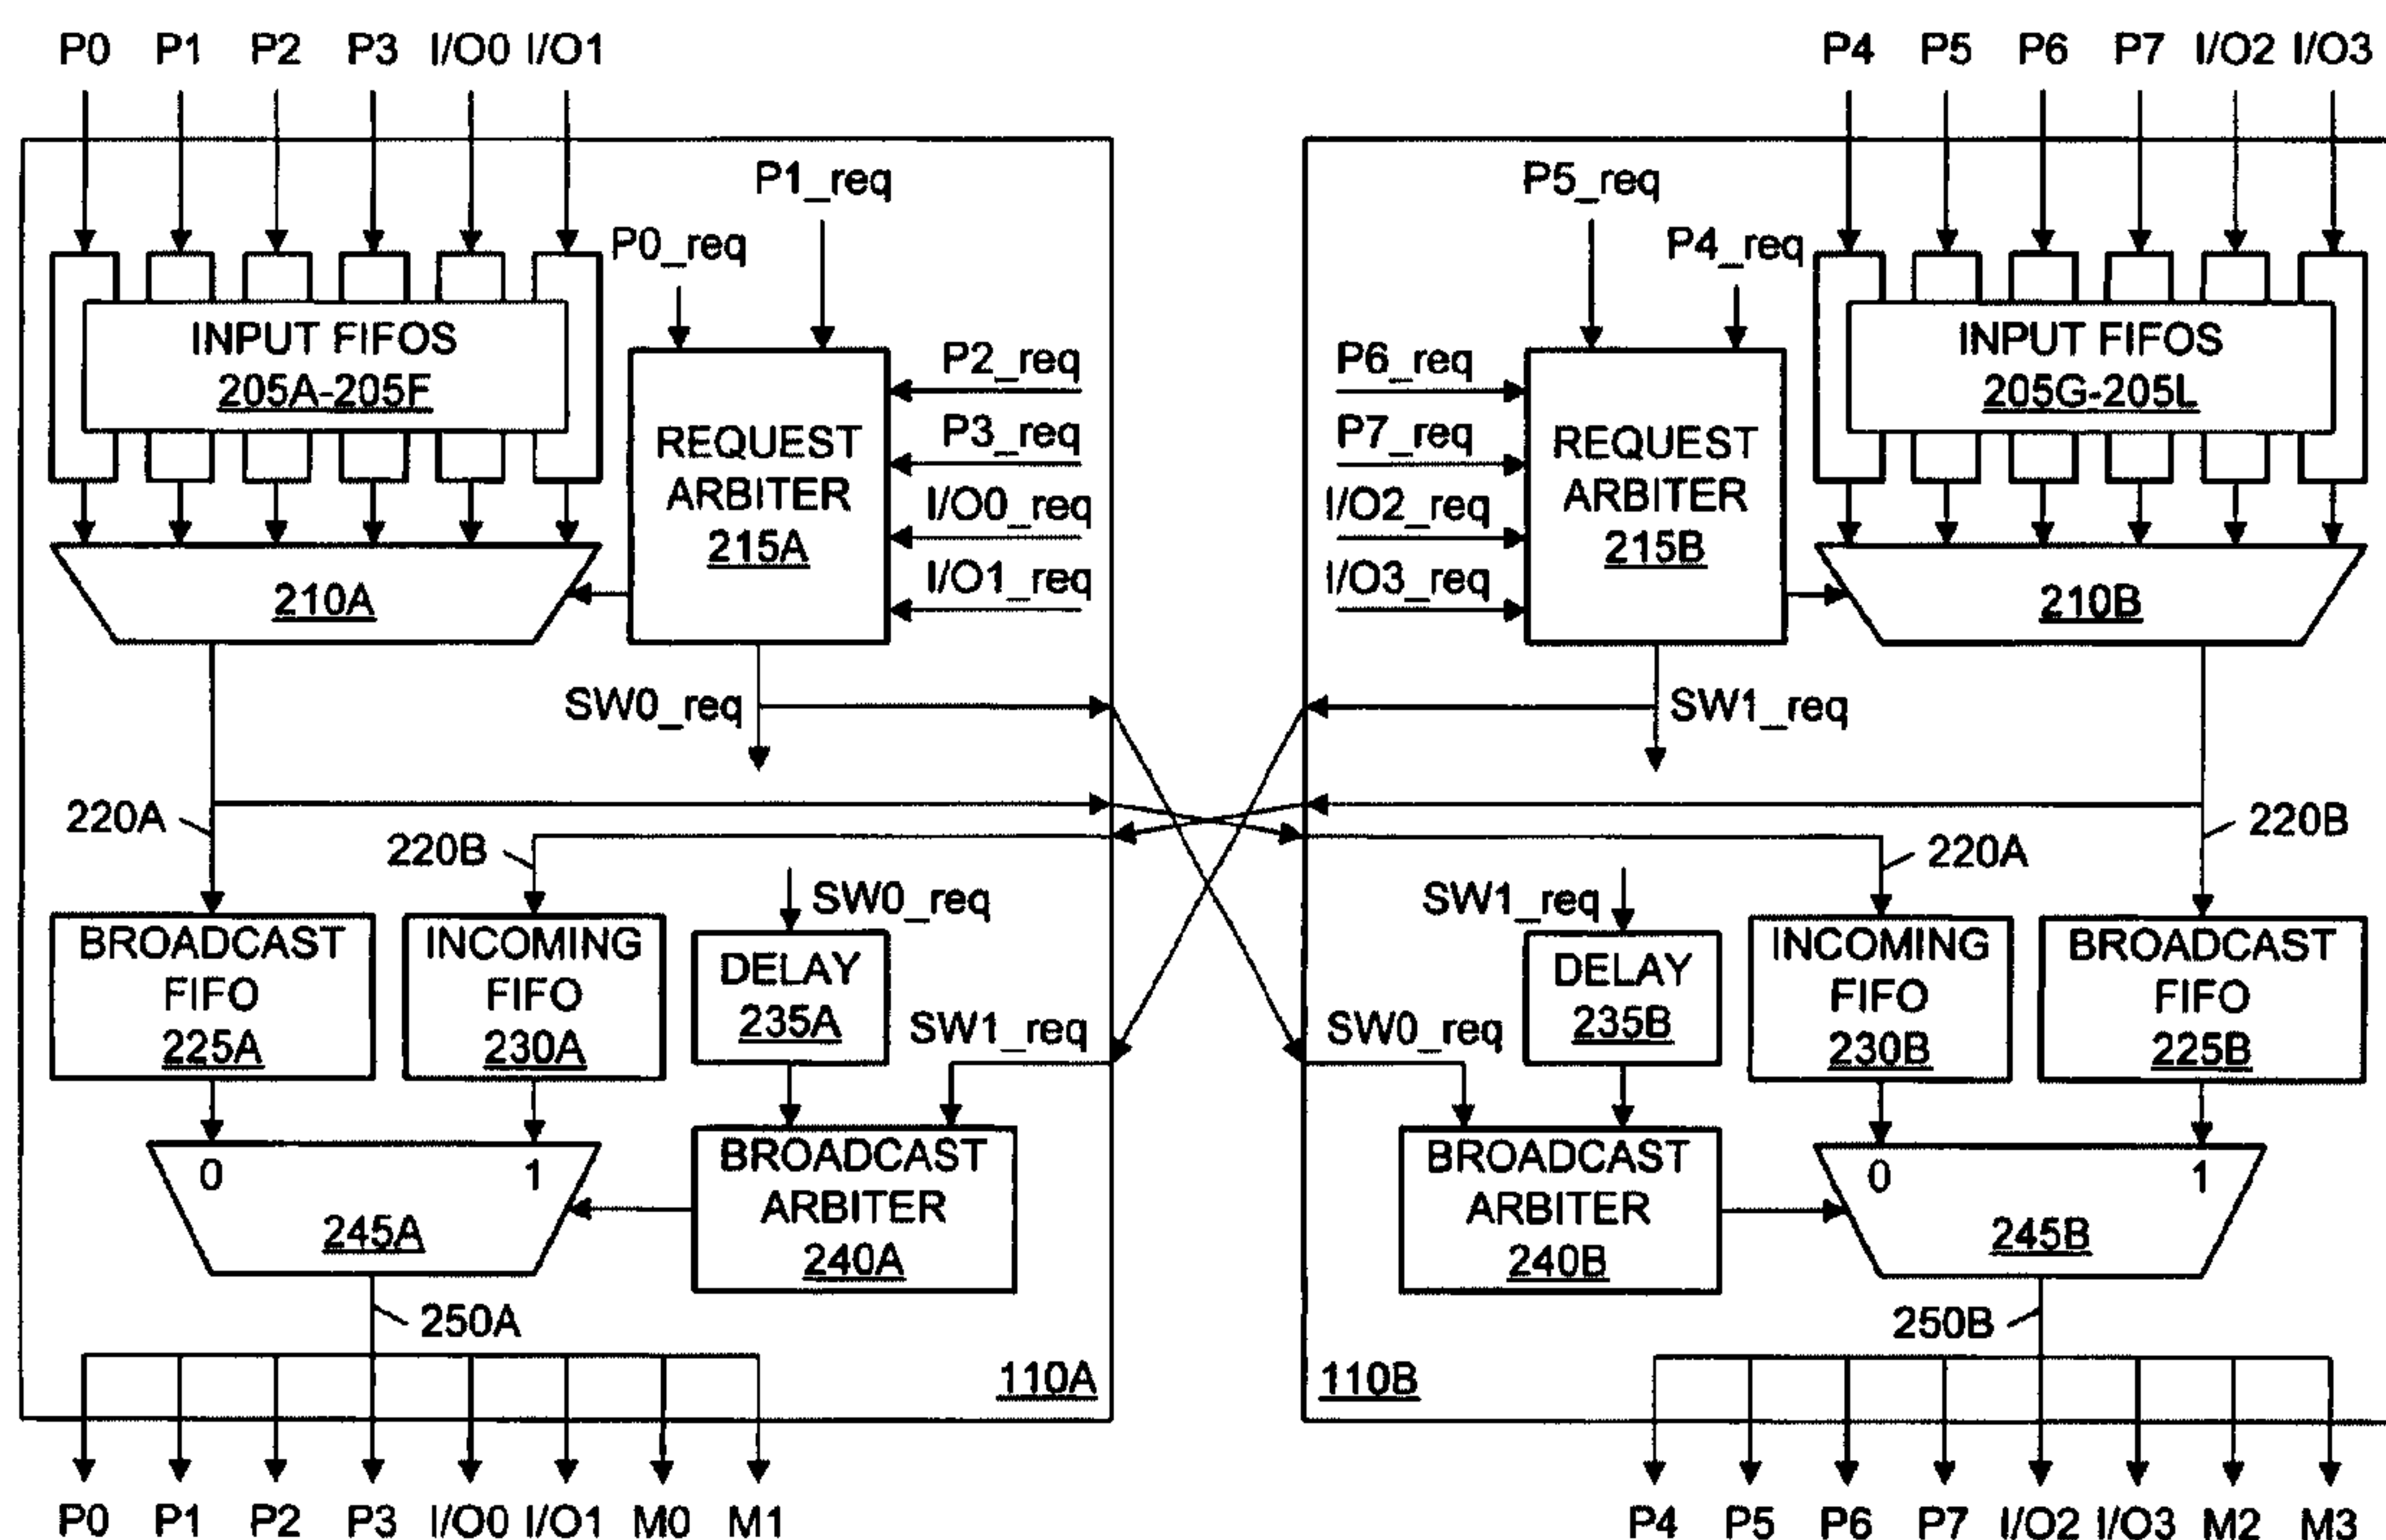 P0 P1 P2 P3 I/O0 I/O1
P4 P5 P6 P7 I/O2 I/O3
P1_req
P0_req
P5_req
P4_req
INPUT FIFOS
205A-205F
REQUEST
ARBITER
215A
P2_req
P3_req
I/O0_req
I/O1_req
P6_req
P7_req
I/O2_req
I/O3_req
REQUEST
ARBITER
215B
INPUT FIFOS
205G-205L
210A
210B
SW0_req
SW1_req
220A
220B
220A
220B
BROADCAST
FIFO
225A
INCOMING
FIFO
230A
SW0_req
DELAY
235A
SW1_req
SW0_req
SW1_req
DELAY
235B
INCOMING
FIFO
230B
BROADCAST
FIFO
225B
0 1
245A
BROADCAST
ARBITER
240A
BROADCAST
ARBITER
240B
0 1
245B
250A
250B
110A
110B
P0 P1 P2 P3 I/O0 I/O1 M0 M1
P4 P5 P6 P7 I/O2 I/O3 M2 M3